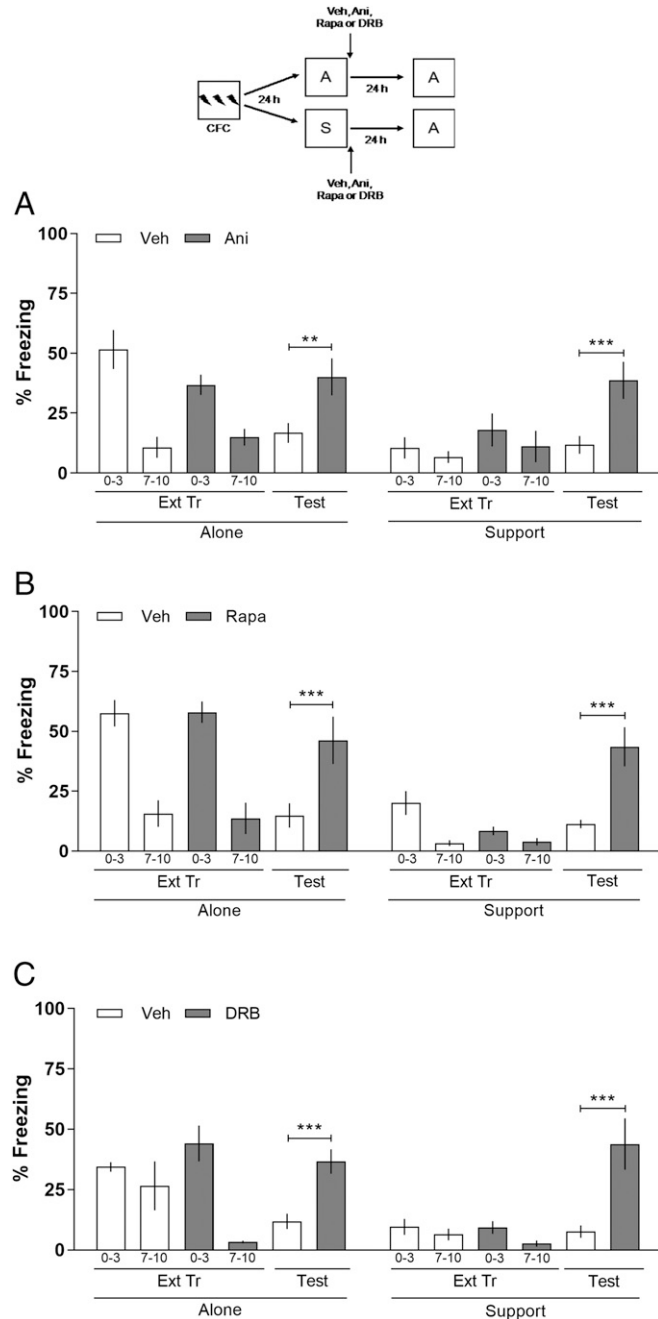 Veh, Ani,
Rapa or DRB
A
A
24 h
24 h
CFC
S
A
24 h
Veh, Ani,
Rapa or DRB
A
100
Veh Ani
75
50
25
0
% Freezing
** ***
0-3 7-10 0-3 7-10 0-3 7-10 0-3 7-10
Ext Tr Test Ext Tr Test
Alone Support
B
100
Veh Rapa
75
50
25
0
% Freezing
*** ***
0-3 7-10 0-3 7-10 0-3 7-10 0-3 7-10
Ext Tr Test Ext Tr Test
Alone Support
C
100
Veh DRB
75
50
25
0
% Freezing
*** ***
0-3 7-10 0-3 7-10 0-3 7-10 0-3 7-10
Ext Tr Test Ext Tr Test
Alone Support